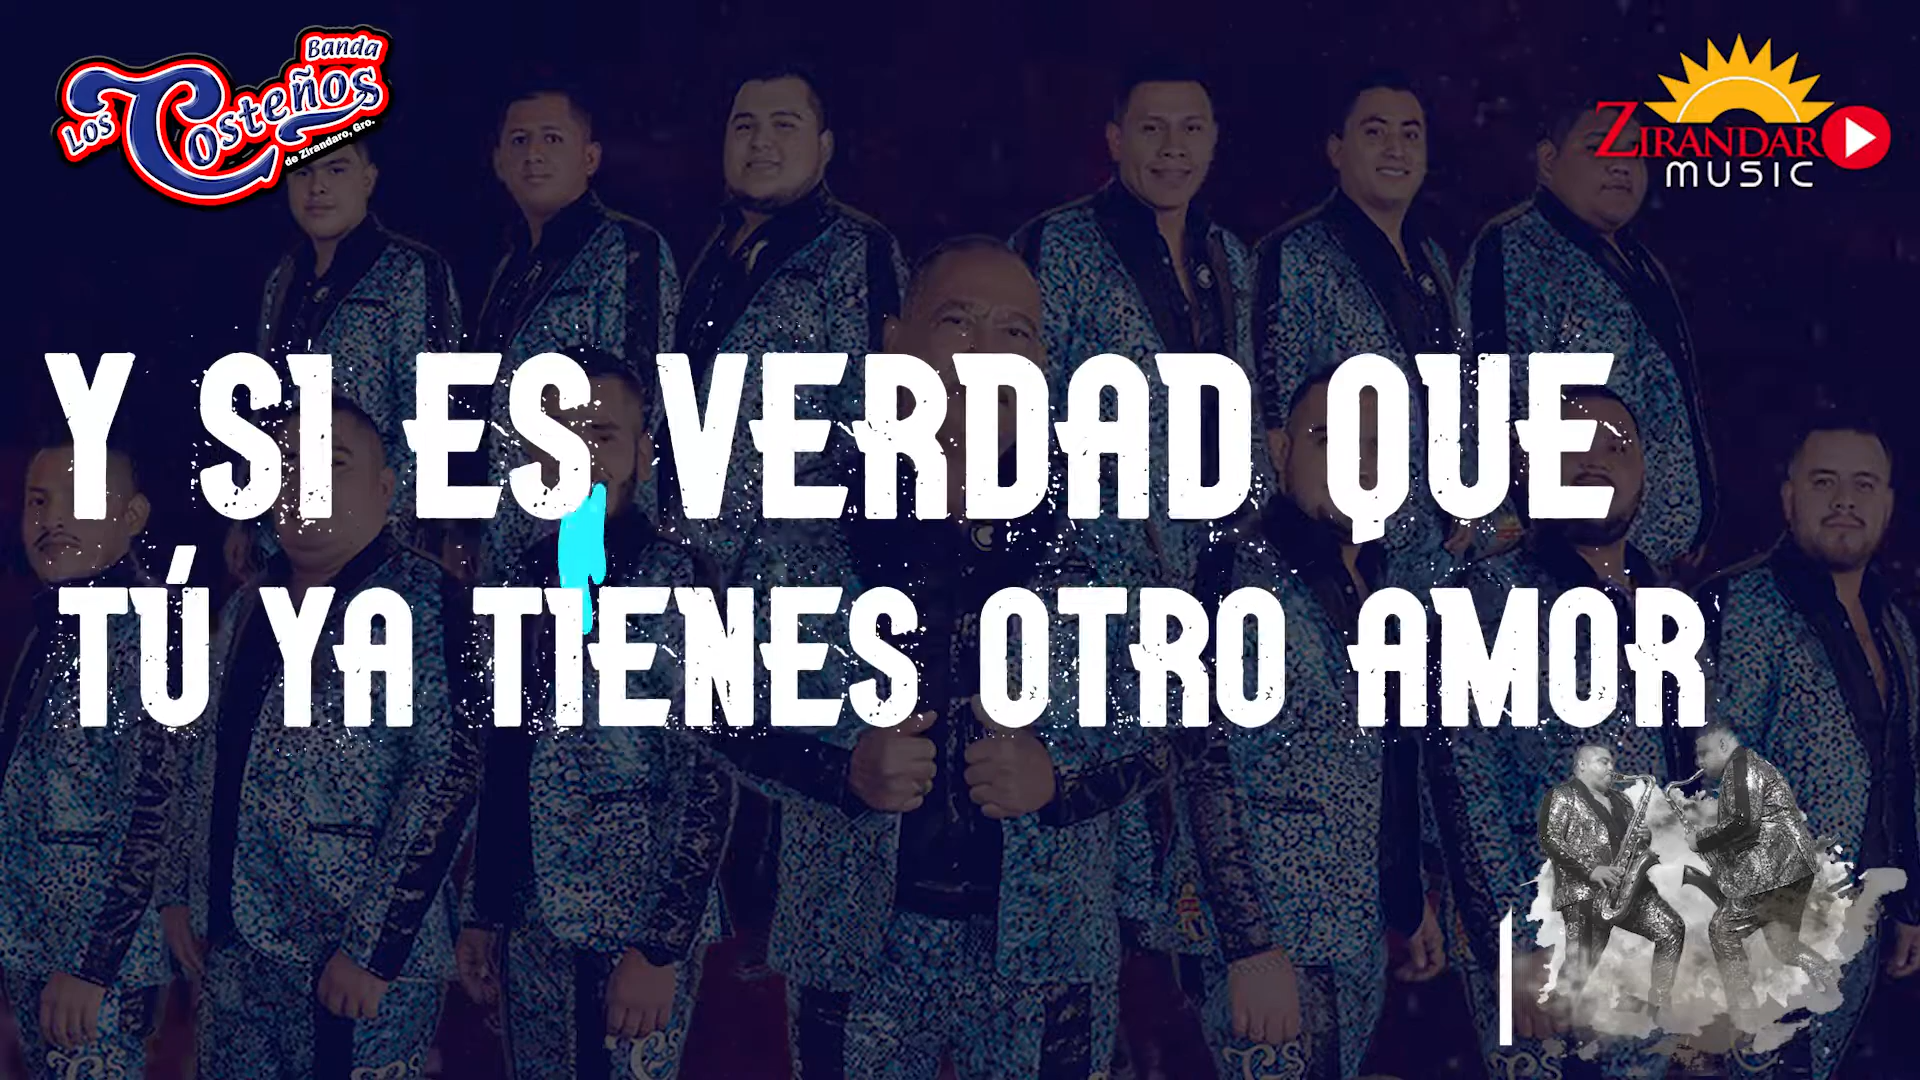 Banda
Los Costeños
de Zirandaro, Gro.
ZIRANDARO
MUSIC
Y SI ES VERDAD QUE
TÚ YA TIENES OTRO AMOR